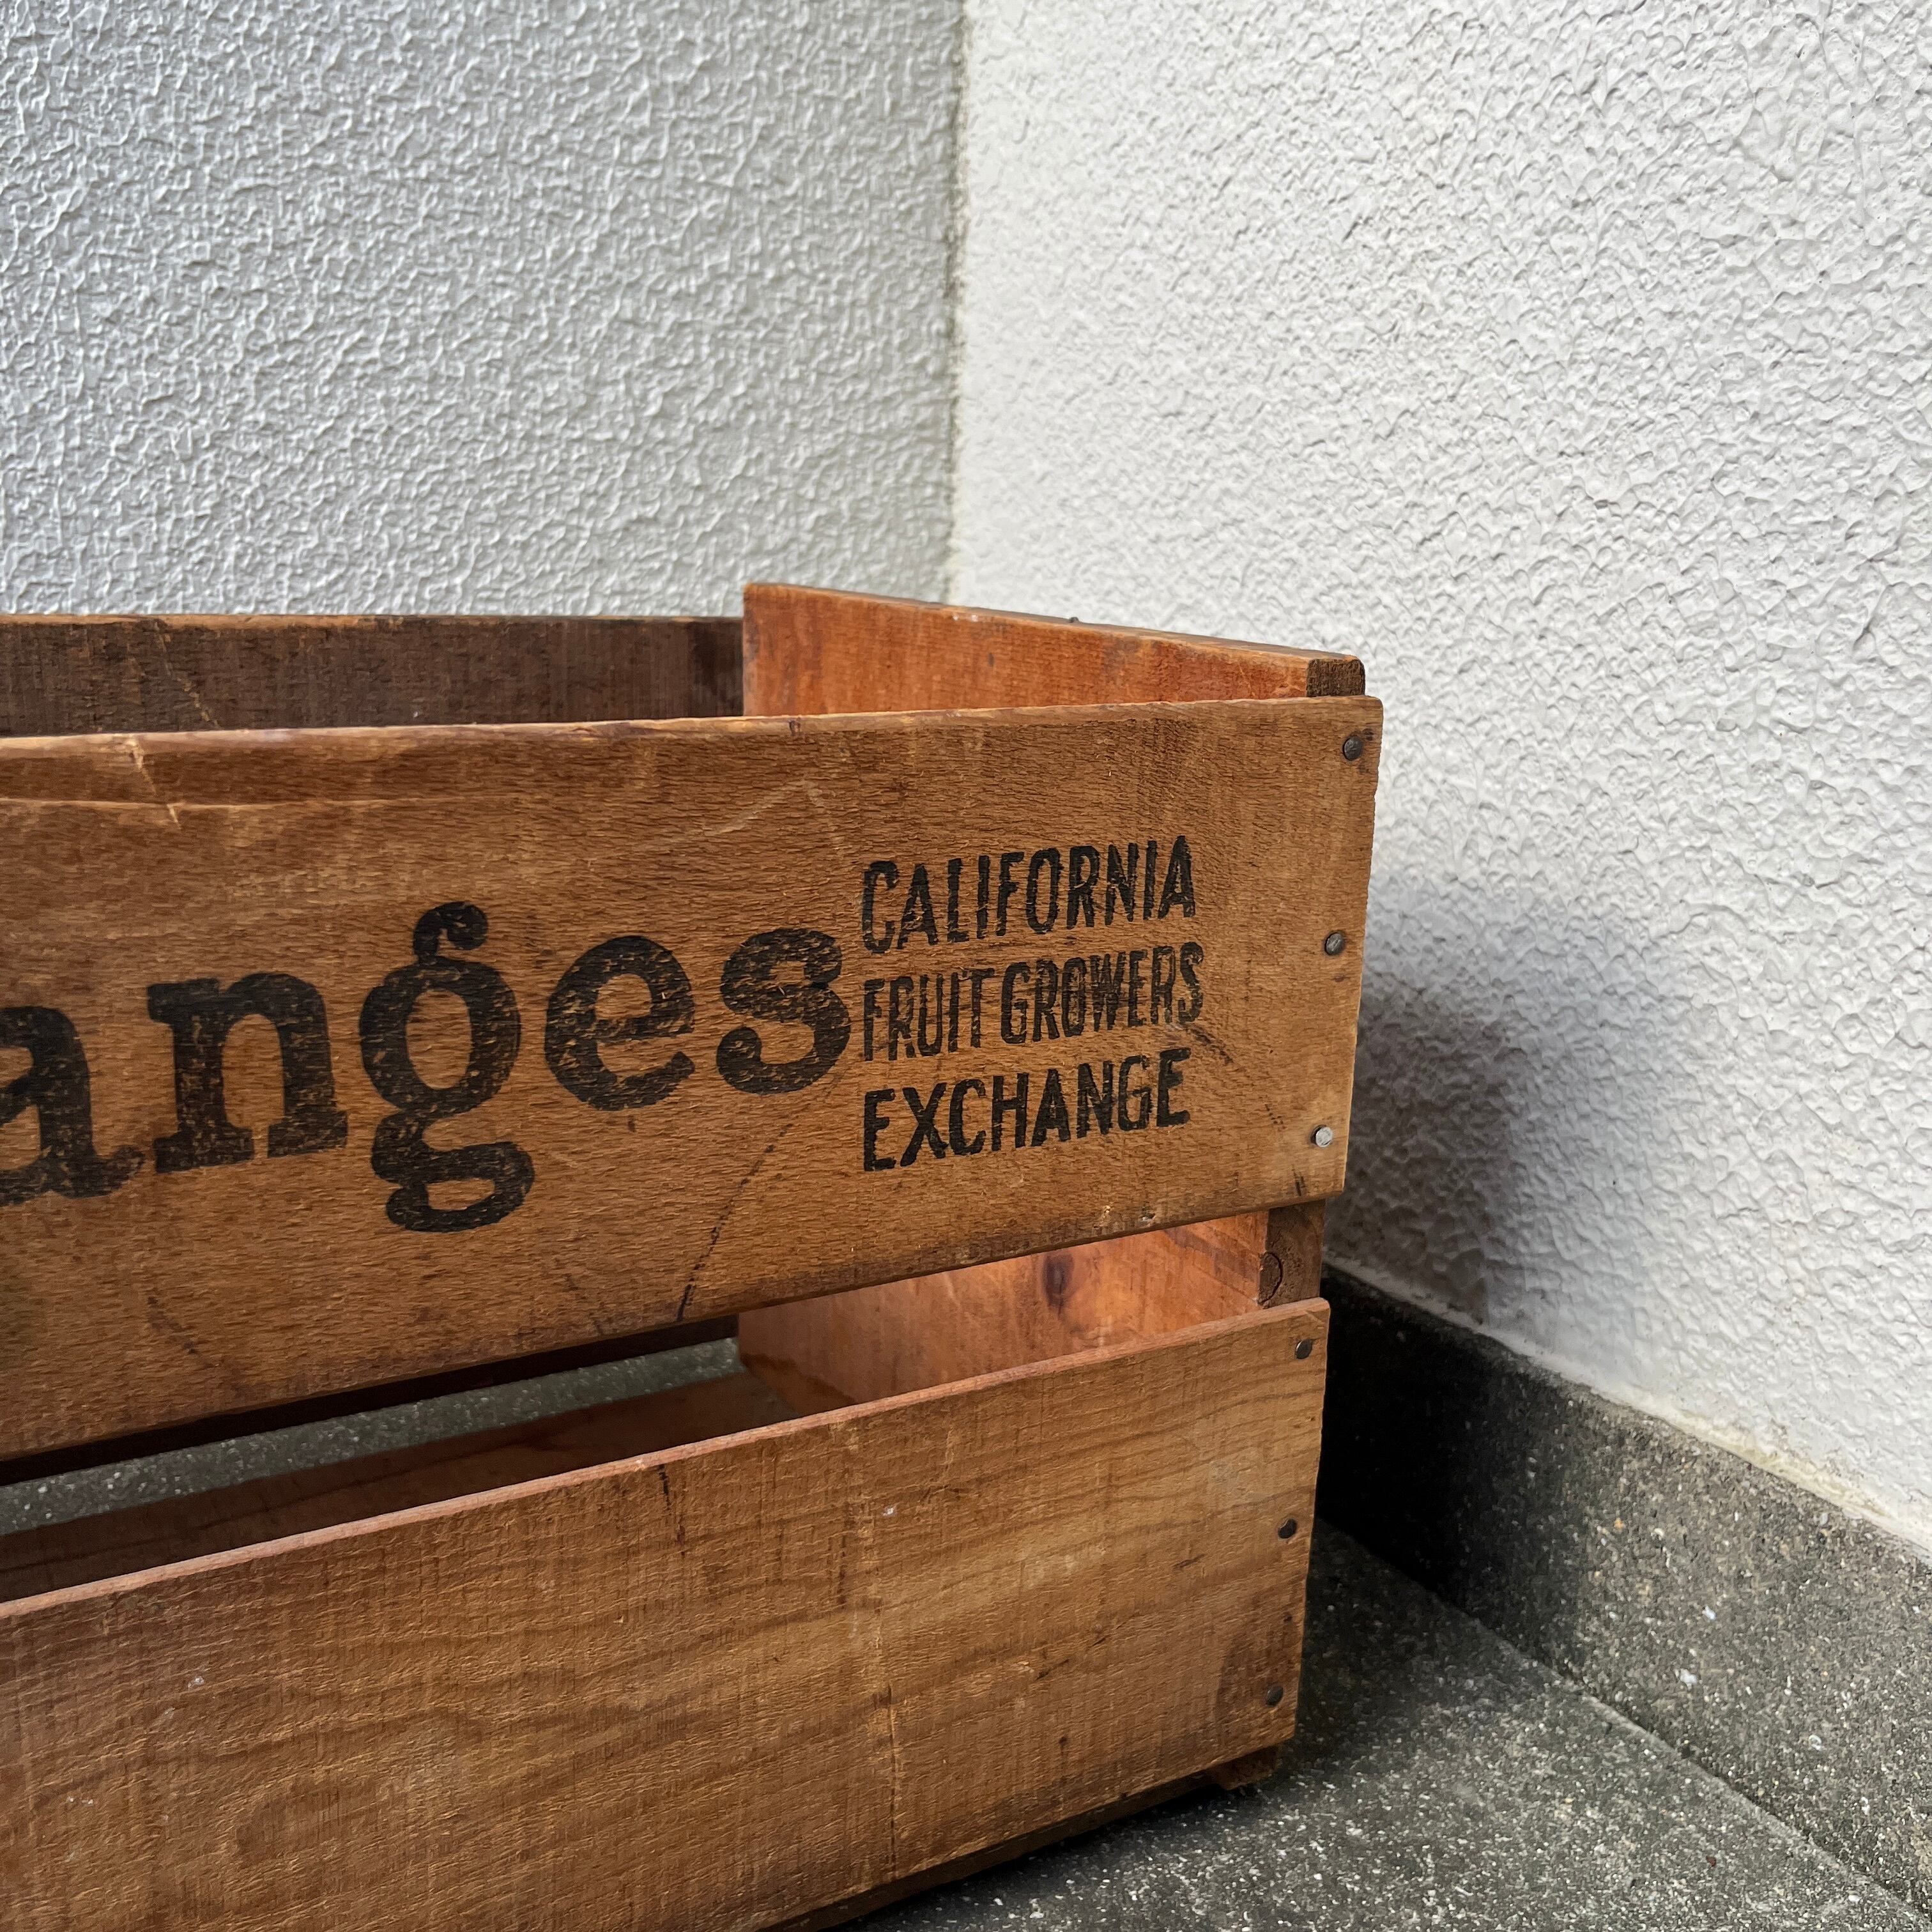 anges
CALIFORNIA
FRUIT GROWERS
EXCHANGE